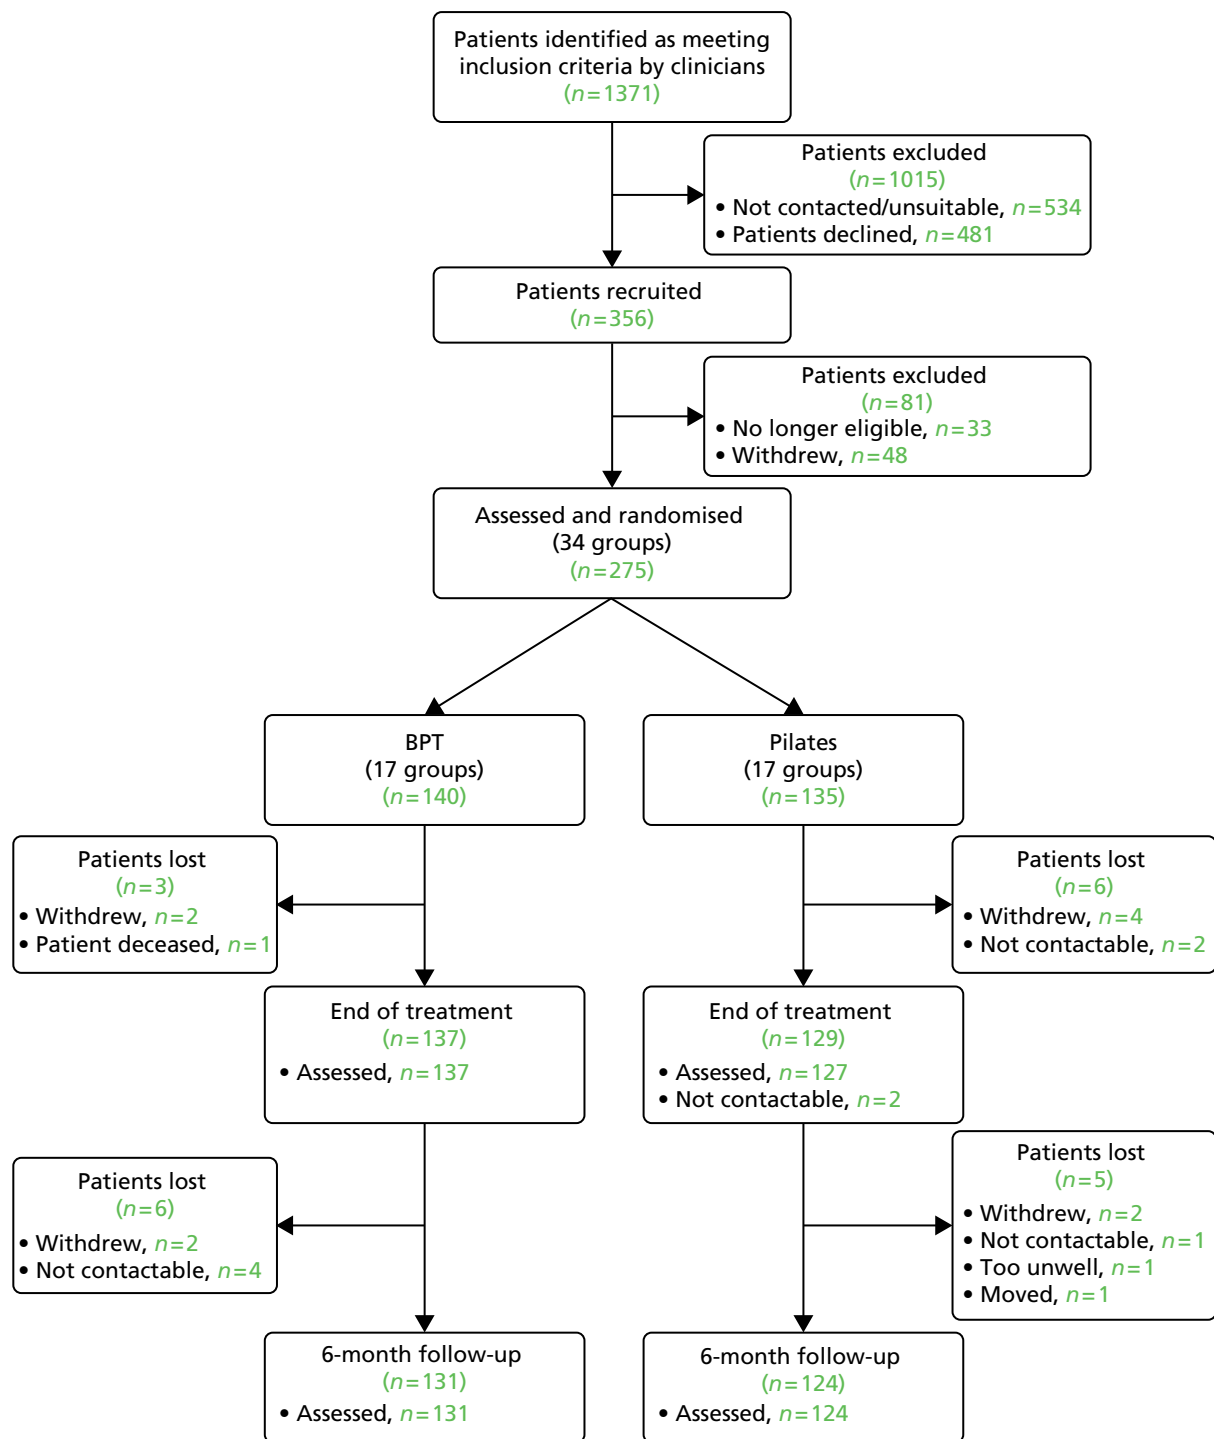 Patients identified as meeting
inclusion criteria by clinicians
(n=1371)
Patients excluded
(n=1015)
• Not contacted/unsuitable, n=534
• Patients declined, n=481
Patients recruited
(n=356)
Patients excluded
(n=81)
• No longer eligible, n=33
• Withdrew, n=48
Assessed and randomised
(34 groups)
(n=275)
BPT
(17 groups)
(n=140)
Pilates
(17 groups)
(n=135)
Patients lost
(n=3)
• Withdrew, n=2
• Patient deceased, n=1
Patients lost
(n=6)
• Withdrew, n=4
• Not contactable, n=2
End of treatment
(n=137)
• Assessed, n=137
End of treatment
(n=129)
• Assessed, n=127
• Not contactable, n=2
Patients lost
(n=6)
• Withdrew, n=2
• Not contactable, n=4
Patients lost
(n=5)
• Withdrew, n=2
• Not contactable, n=1
• Too unwell, n=1
• Moved, n=1
6-month follow-up
(n=131)
• Assessed, n=131
6-month follow-up
(n=124)
• Assessed, n=124